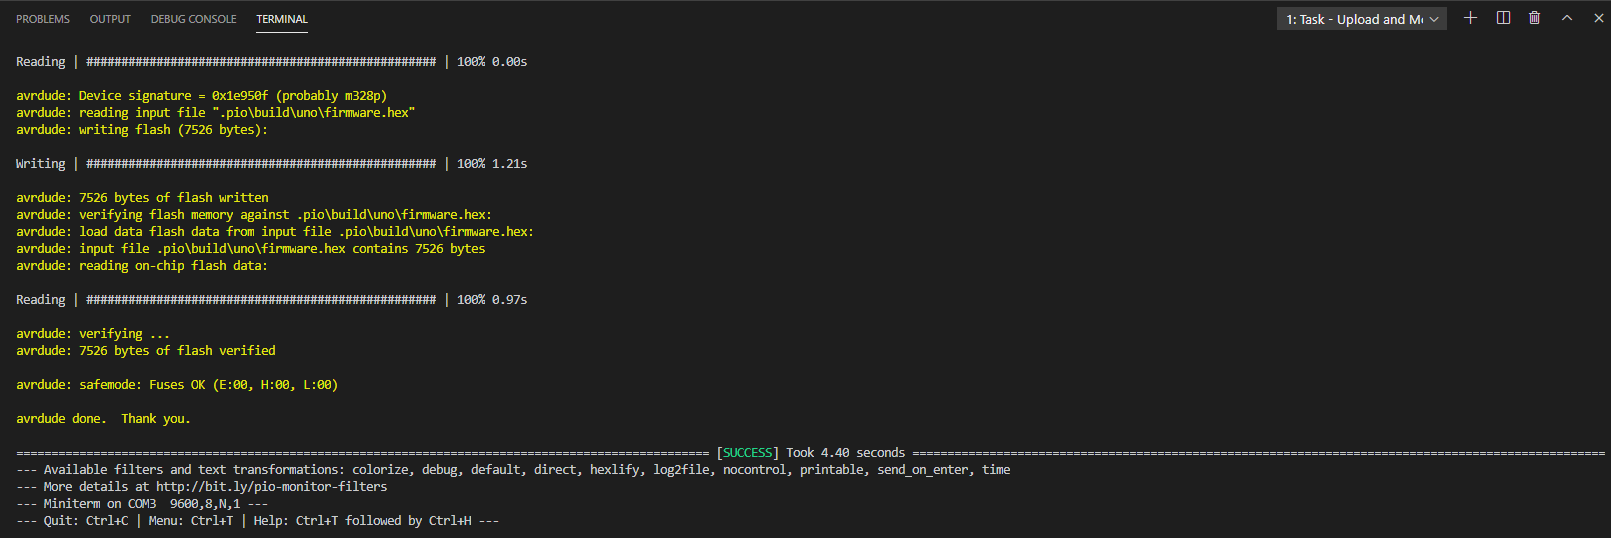 PROBLEMS OUTPUT DEBUG CONSOLE TERMINAL 1: Task - Upload and Mc
Reading | ################################################## | 100% 0.00s
avrdude: Device signature = 0x1e950f (probably m328p)
avrdude: reading input file ".pio\build\uno\firmware.hex"
avrdude: writing flash (7526 bytes):
Writing | ################################################## | 100% 1.21s
avrdude: 7526 bytes of flash written
avrdude: verifying flash memory against .pio\build\uno\firmware.hex:
avrdude: load data flash data from input file .pio\build\uno\firmware.hex:
avrdude: input file .pio\build\uno\firmware.hex contains 7526 bytes
avrdude: reading on-chip flash data:
Reading | ################################################## | 100% 0.97s
avrdude: verifying ...
avrdude: 7526 bytes of flash verified
avrdude: safemode: Fuses OK (E:00, H:00, L:00)
avrdude done.  Thank you.
=================================================================================================== [SUCCESS] Took 4.40 seconds ===================================================================================================
--- Available filters and text transformations: colorize, debug, default, direct, hexlify, log2file, nocontrol, printable, send_on_enter, time
--- More details at http://bit.ly/pio-monitor-filters
--- Miniterm on COM3  9600,8,N,1 ---
--- Quit: Ctrl+C | Menu: Ctrl+T | Help: Ctrl+T followed by Ctrl+H ---